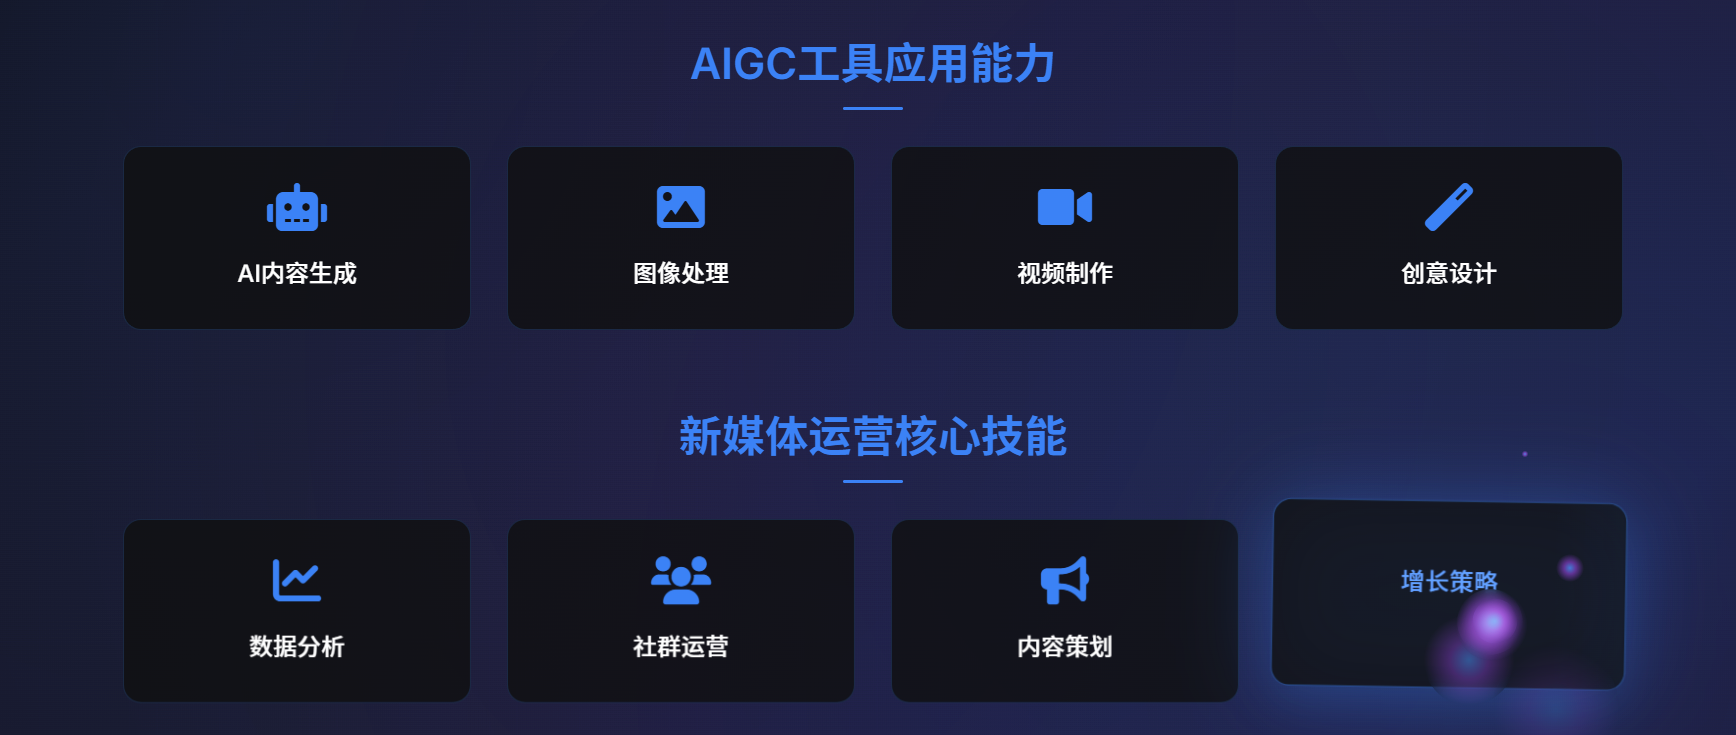 AIGC工具应用能力
AI内容生成
图像处理
视频制作
创意设计
新媒体运营核心技能
数据分析
社群运营
内容策划
增长策略